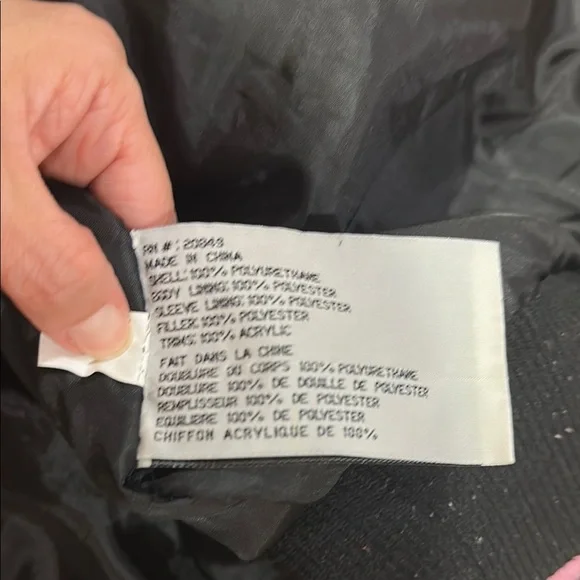 RN #: 20849
MADE IN CHINA
SHELL: 100% POLYURETHANE
BODY LINING: 100% POLYESTER
SLEEVE LINING: 100% POLYESTER
FILLER: 100% POLYESTER
TRIMS: 100% ACRYLIC
FAIT DANS LA CHINE
DOUBLURE DU CORPS 100% POLYURETHANE
DOUBLURE 100% DE DOUILLE DE POLYESTER
REMPLISSEUR 100% DE POLYESTER
EQUILIBRE 100% DE POLYESTER
CHIFFON ACRYLIQUE DE 100%